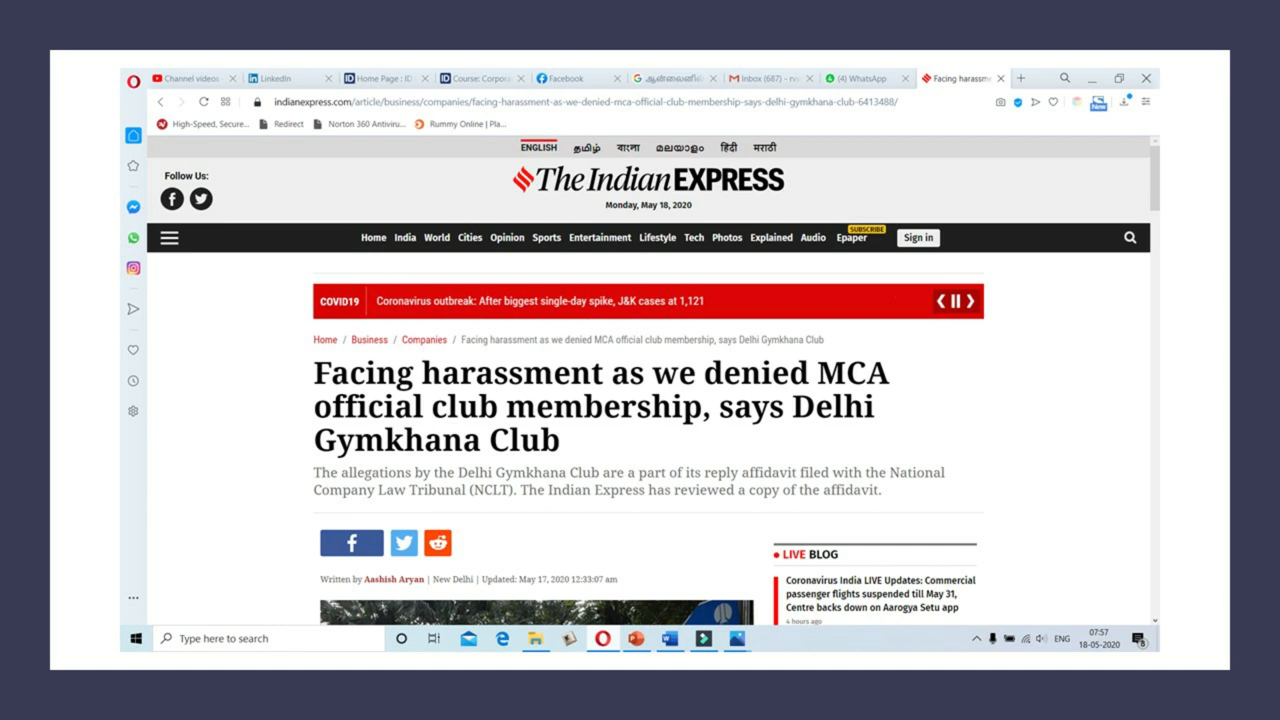 Channel videos
LinkedIn
Home Page : ID
Course: Corpora
Facebook
ஆன்லைனில்
Inbox (687) - 
(4) WhatsApp
Facing harassme
indianexpress.com/article/business/companies/facing-harassment-as-we-denied-mca-official-club-membership-says-delhi-gymkhana-club-6413488/
New
High-Speed, Secure...
Redirect
Norton 360 Antiviru...
Rummy Online | Pla...
ENGLISH தமிழ் বাংলা മലയാളം हिंदी मराठी
Follow Us:
The Indian EXPRESS
Monday, May 18, 2020
SUBSCRIBE
Home India World Cities Opinion Sports Entertainment Lifestyle Tech Photos Explained Audio Epaper Sign in
COVID19 Coronavirus outbreak: After biggest single-day spike, J&K cases at 1,121
Home / Business / Companies / Facing harassment as we denied MCA official club membership, says Delhi Gymkhana Club
Facing harassment as we denied MCA
official club membership, says Delhi
Gymkhana Club
The allegations by the Delhi Gymkhana Club are a part of its reply affidavit filed with the National
Company Law Tribunal (NCLT). The Indian Express has reviewed a copy of the affidavit.
Written by Aashish Aryan | New Delhi | Updated: May 17, 2020 12:33:07 am
LIVE BLOG
Coronavirus India LIVE Updates: Commercial
passenger flights suspended till May 31,
Centre backs down on Aarogya Setu app
4 hours ago
Type here to search
ENG
07:57
18-05-2020